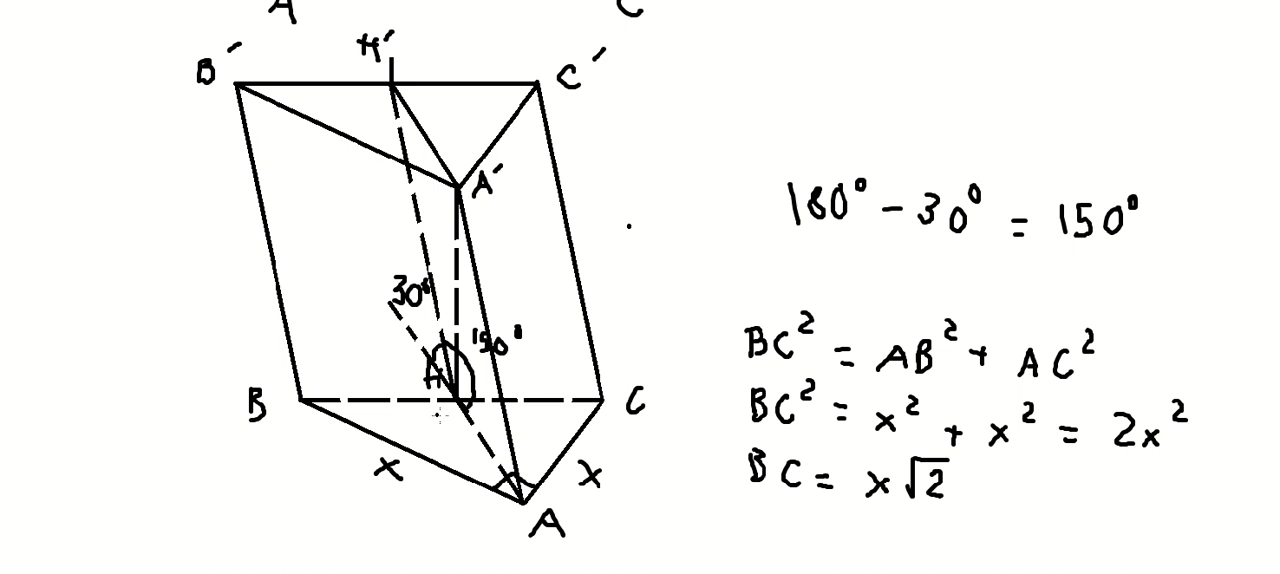 A C
H'
B' C'
A'
180° - 30° = 150°
30°
150°
H
BC² = AB² + AC²
B C
BC² = x² + x² = 2x²
x x
BC = x√2
A